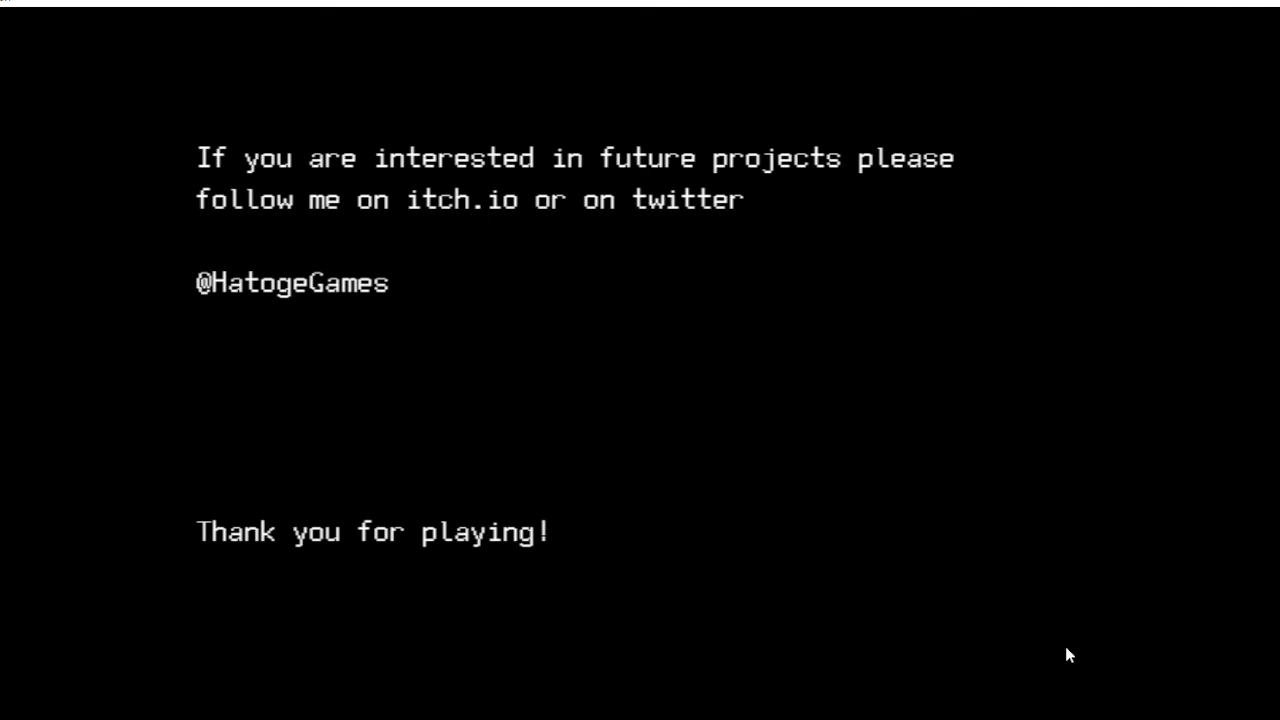 If you are interested in future projects please
follow me on itch.io or on twitter
@HatogeGames
Thank you for playing!